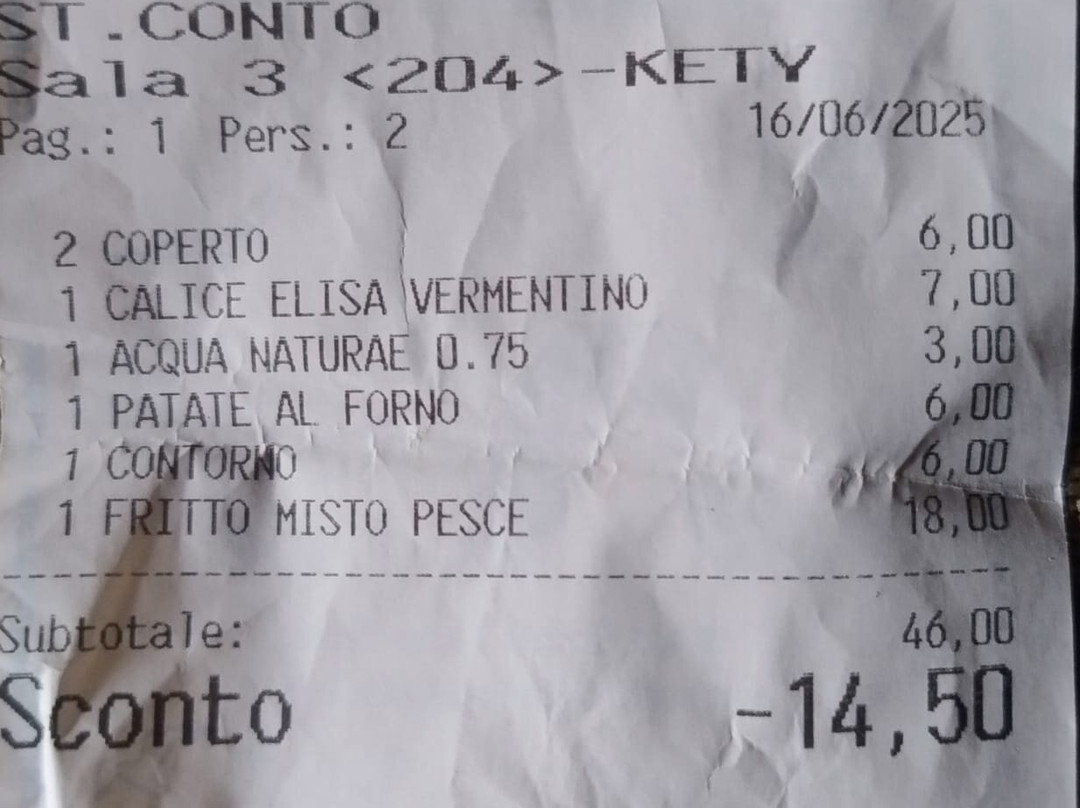 ST.CONTO
Sala 3 <204>-KETY
Pag.: 1 Pers.: 2 16/06/2025
2 COPERTO 6,00
1 CALICE ELISA VERMENTINO 7,00
1 ACQUA NATURAE 0.75 3,00
1 PATATE AL FORNO 6,00
1 CONTORNO 6,00
1 FRITTO MISTO PESCE 18,00
Subtotale: 46,00
Sconto -14,50